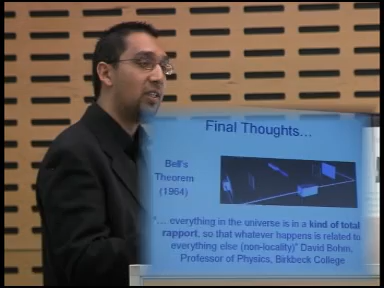 Final Thoughts...
Bell's
Theorem
(1964)
"... everything in the universe is in a kind of total
rapport, so that whatever happens is related to
everything else (non-locality)" David Bohm,
Professor of Physics, Birkbeck College